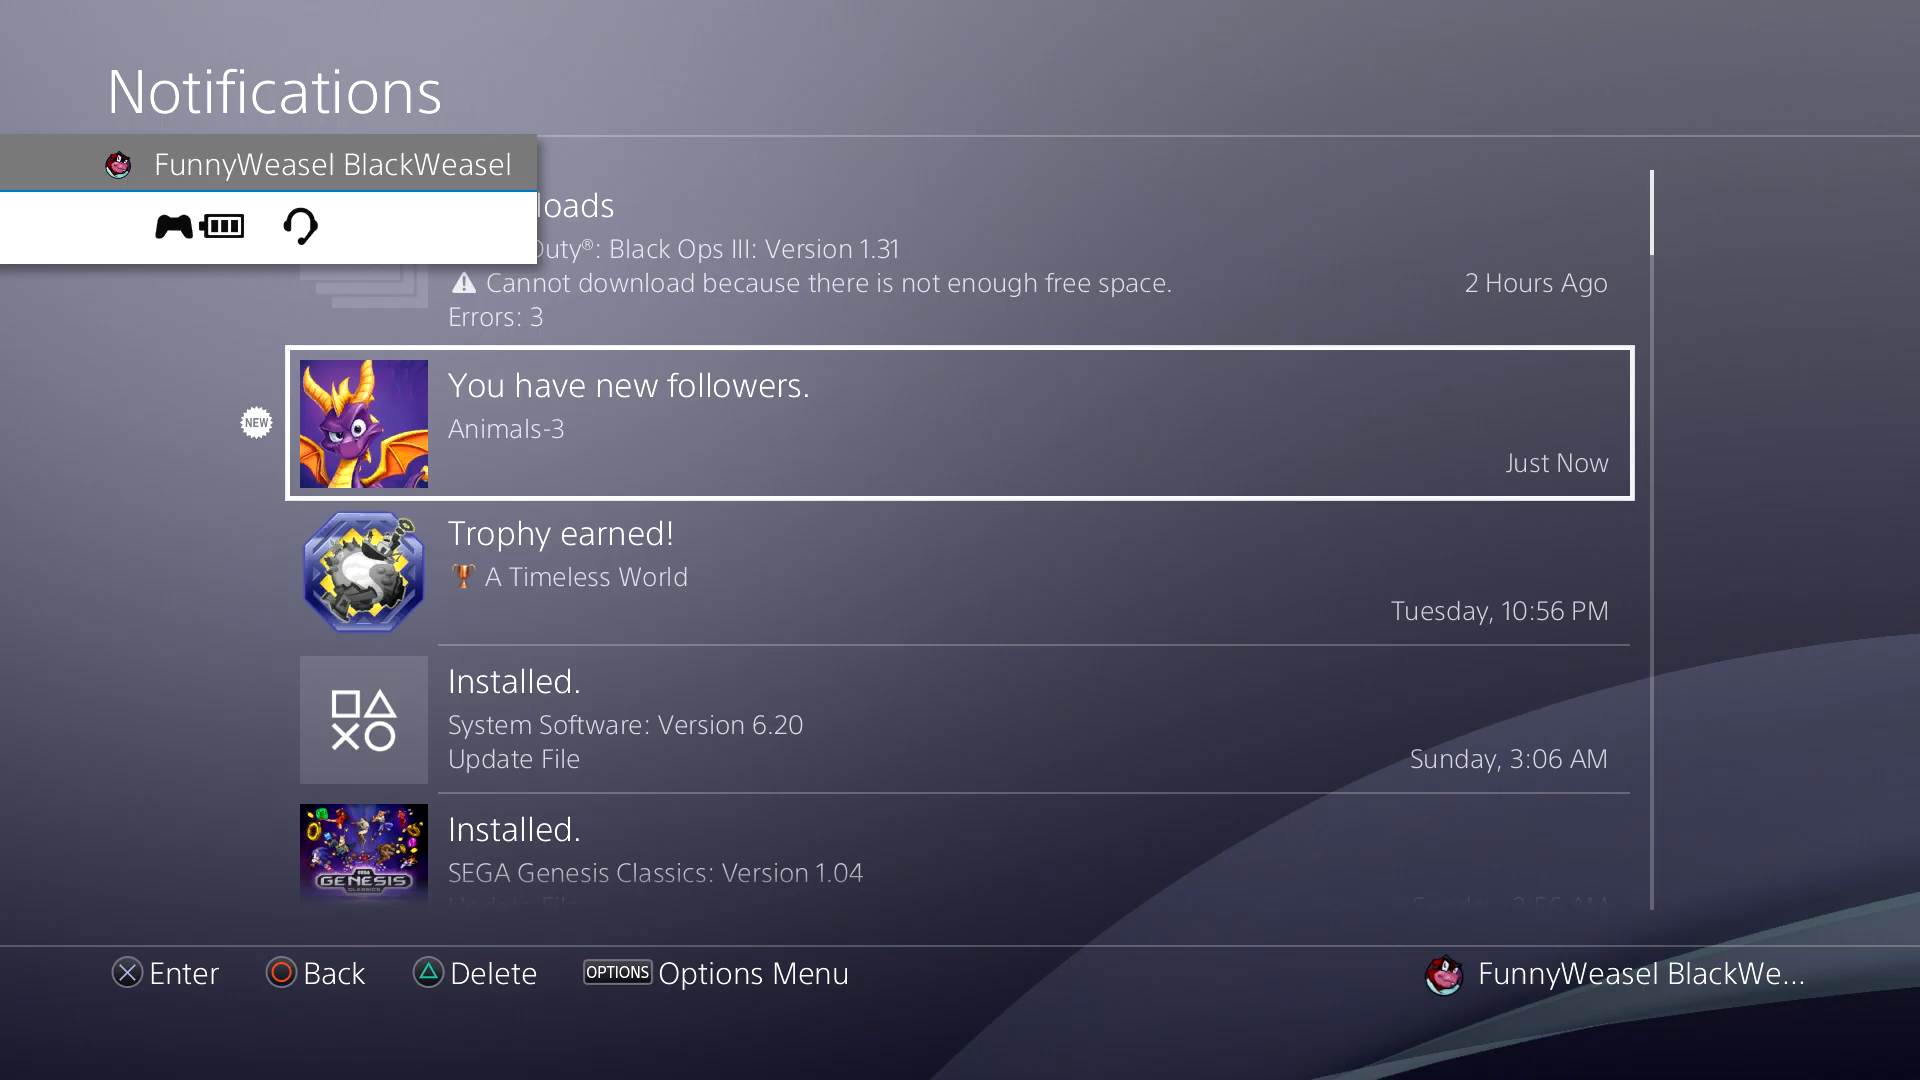 Notifications
FunnyWeasel BlackWeasel
loads
Duty®: Black Ops III: Version 1.31
Cannot download because there is not enough free space.
2 Hours Ago
Errors: 3
NEW
You have new followers.
Animals-3
Just Now
Trophy earned!
A Timeless World
Tuesday, 10:56 PM
Installed.
System Software: Version 6.20
Update File
Sunday, 3:06 AM
GENESIS
Installed.
SEGA Genesis Classics: Version 1.04
Update File
Enter
Back
Delete
OPTIONS Options Menu
FunnyWeasel BlackWe...